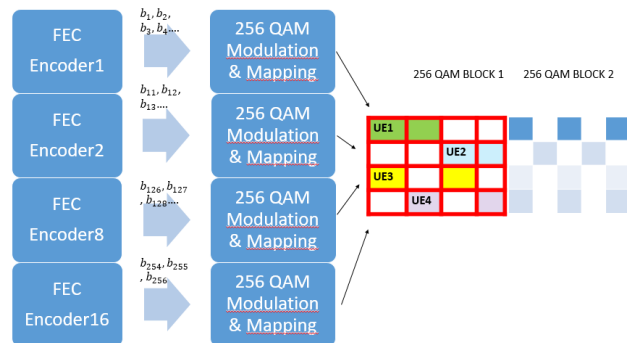 FEC
Encoder1
b₁, b₂,
b₃, b₄....
256 QAM
Modulation
& Mapping
FEC
Encoder2
b₁₁, b₁₂,
b₁₃....
256 QAM
Modulation
& Mapping
FEC
Encoder8
b₁₂₆, b₁₂₇
, b₁₂₈....
256 QAM
Modulation
& Mapping
FEC
Encoder16
b₂₅₄, b₂₅₅
, b₂₅₆
256 QAM
Modulation
& Mapping
256 QAM BLOCK 1
256 QAM BLOCK 2
UE1
UE2
UE3
UE4